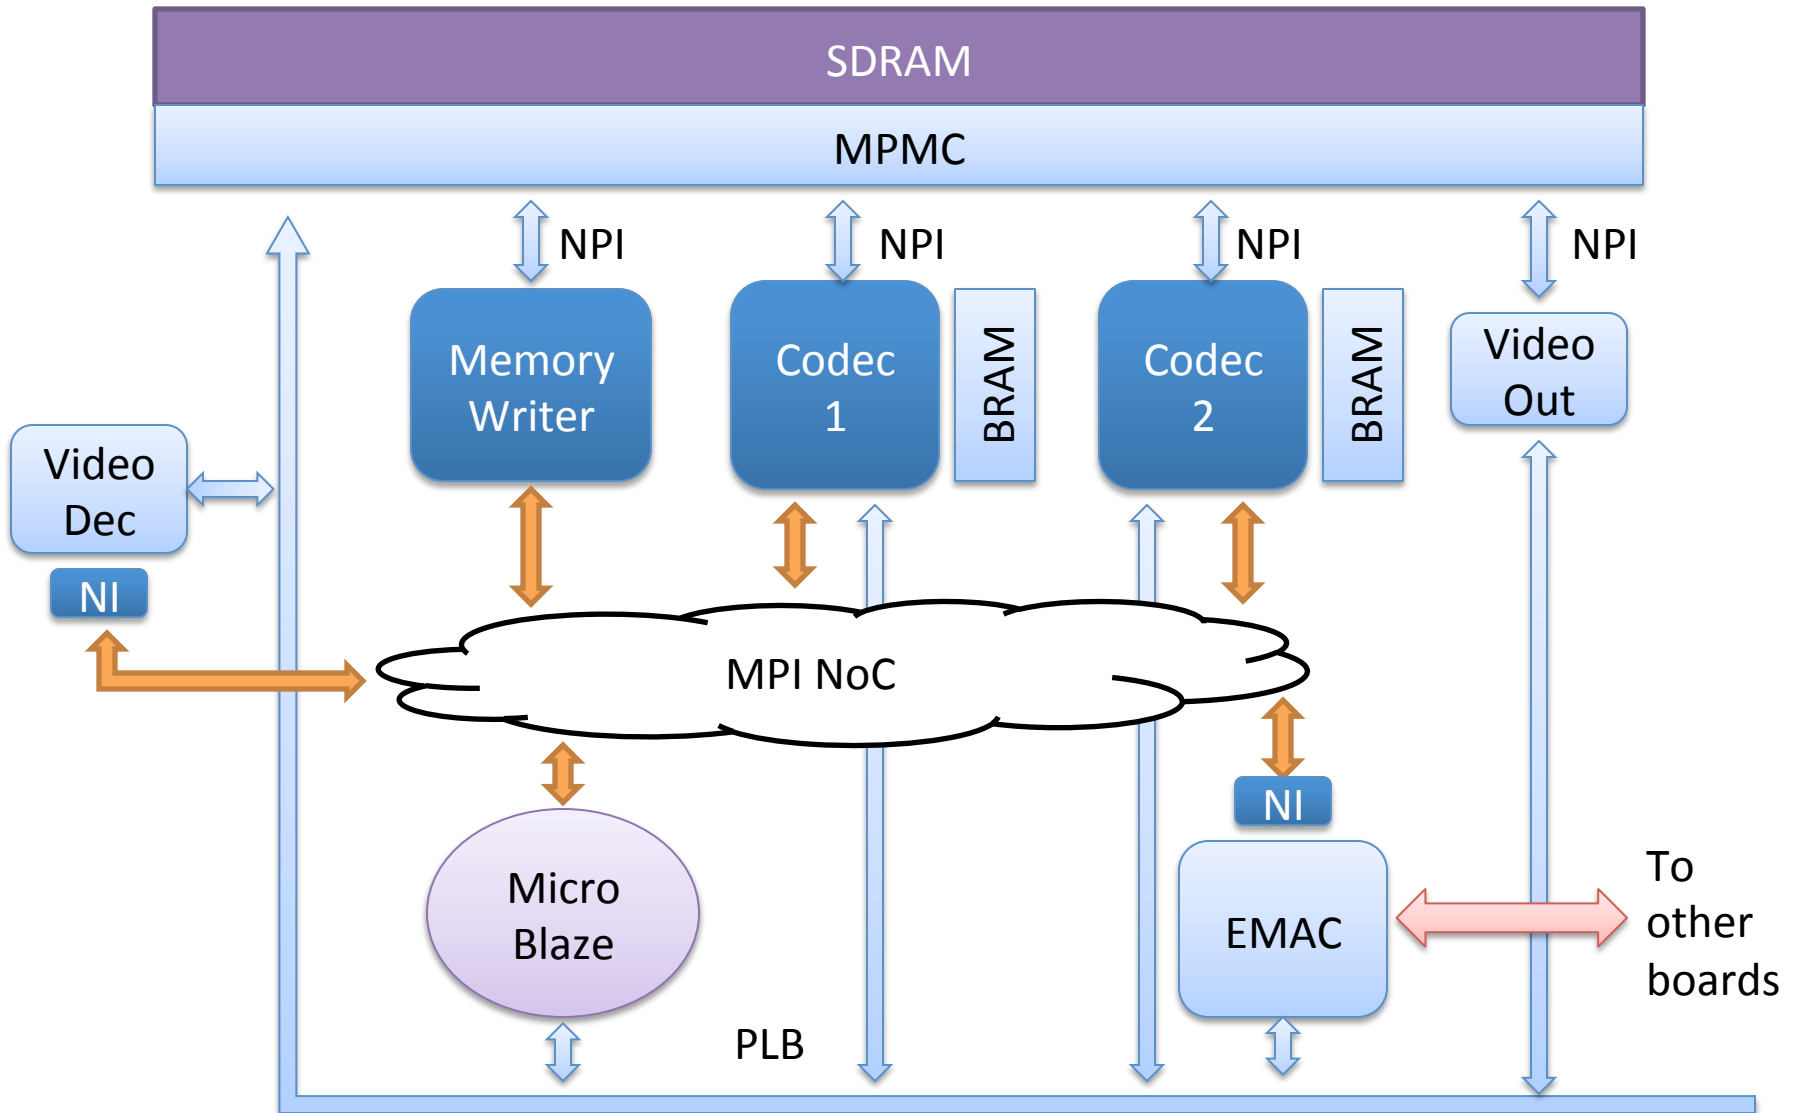 SDRAM
MPMC
NPI
NPI
NPI
NPI
Memory
Writer
Codec
1
BRAM
Codec
2
BRAM
Video
Out
Video
Dec
NI
MPI NoC
NI
Micro
Blaze
EMAC
To
other
boards
PLB